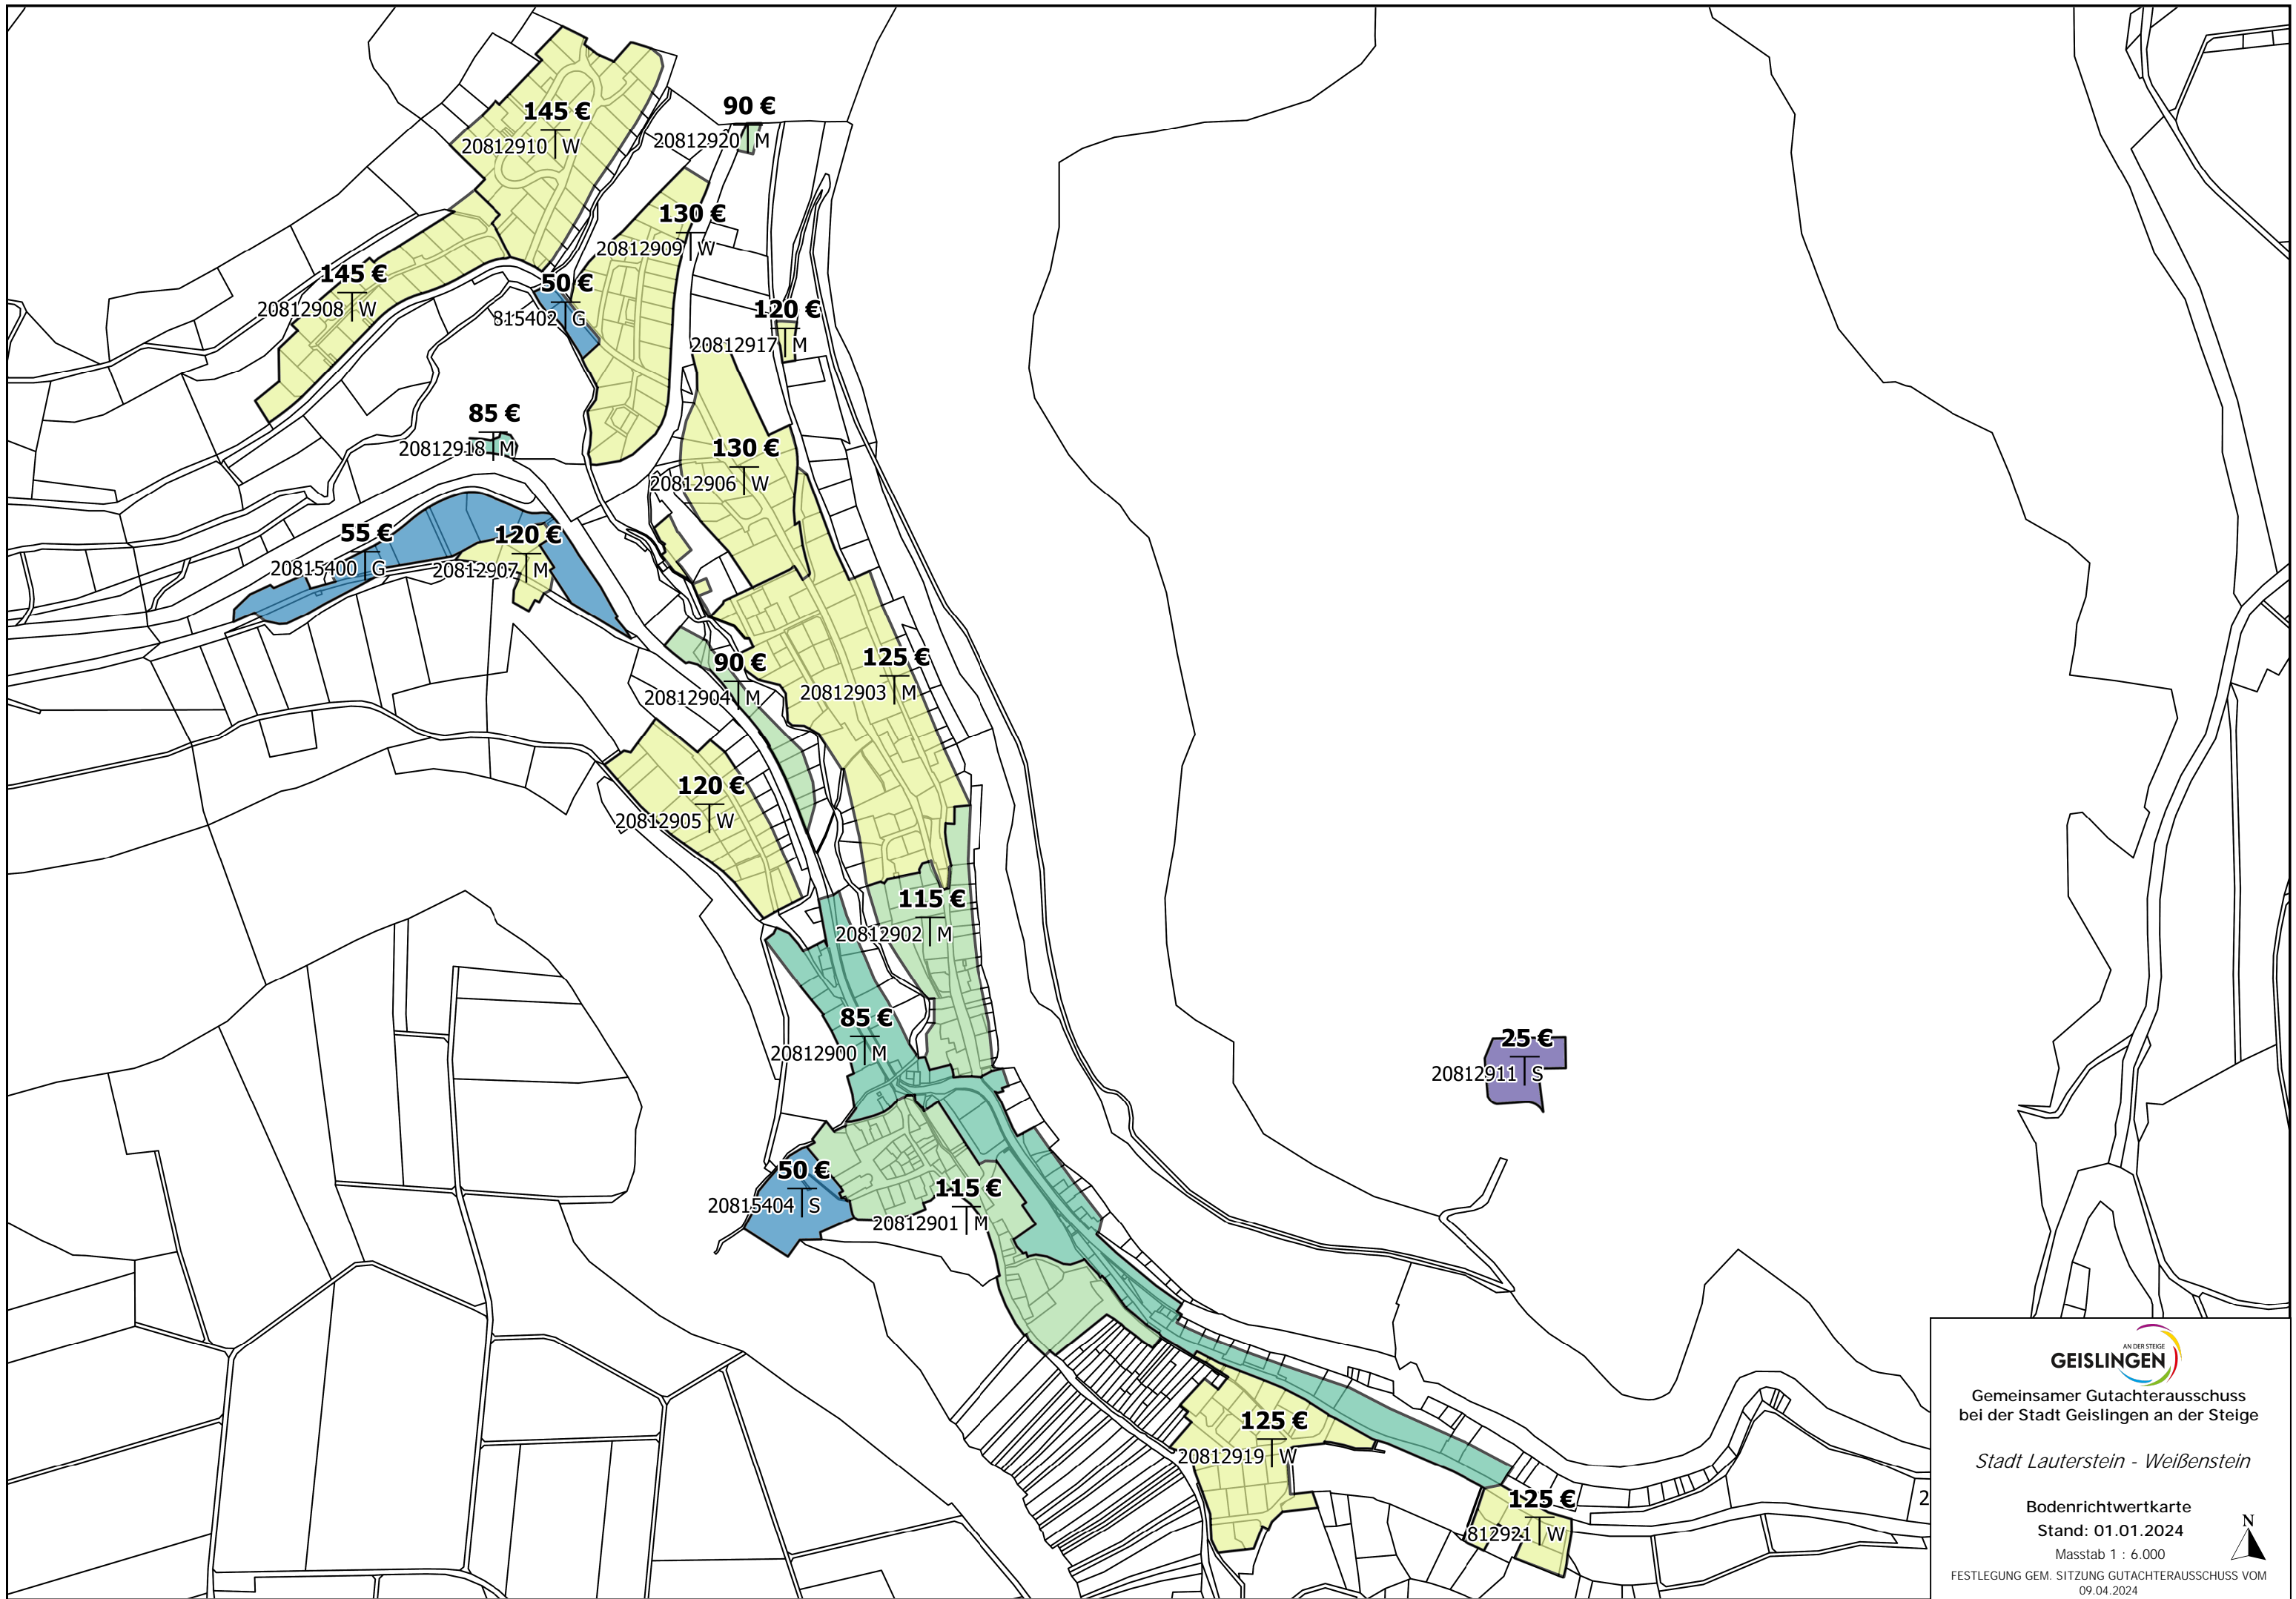 145 €
20812910 W
90 €
20812920 M
130 €
20812909 W
145 €
20812908 W
50 €
815402 G
120 €
20812917 M
85 €
20812918 M
130 €
20812906 W
55 €
20815400 G
120 €
20812907 M
90 €
20812904 M
125 €
20812903 M
120 €
20812905 W
115 €
20812902 M
85 €
20812900 M
25 €
20812911 S
50 €
20815404 S
115 €
20812901 M
125 €
20812919 W
125 €
812921 W
2
AN DER STEIGE
GEISLINGEN
Gemeinsamer Gutachterausschuss
bei der Stadt Geislingen an der Steige
Stadt Lauterstein - Weißenstein
Bodenrichtwertkarte
Stand: 01.01.2024
Masstab 1 : 6.000
N
FESTLEGUNG GEM. SITZUNG GUTACHTERAUSSCHUSS VOM
09.04.2024